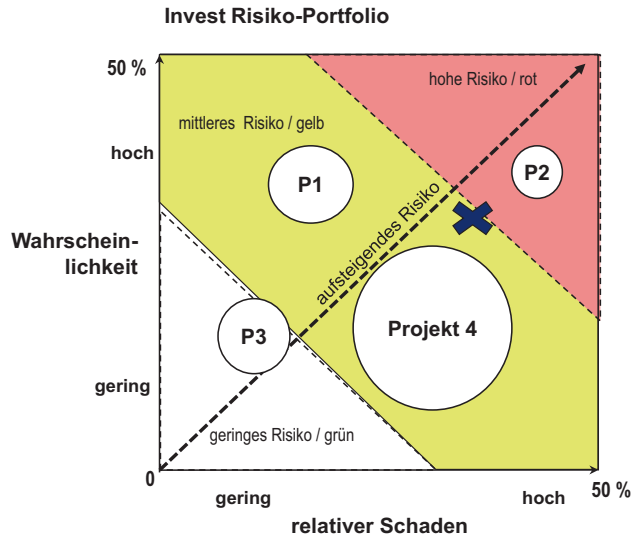 Invest Risiko-Portfolio
50 %
hohe Risiko / rot
mittleres Risiko / gelb
hoch
P1
P2
aufsteigendes Risiko
Wahrschein-
lichkeit
P3
Projekt 4
gering
geringes Risiko / grün
0
gering
hoch
50 %
relativer Schaden